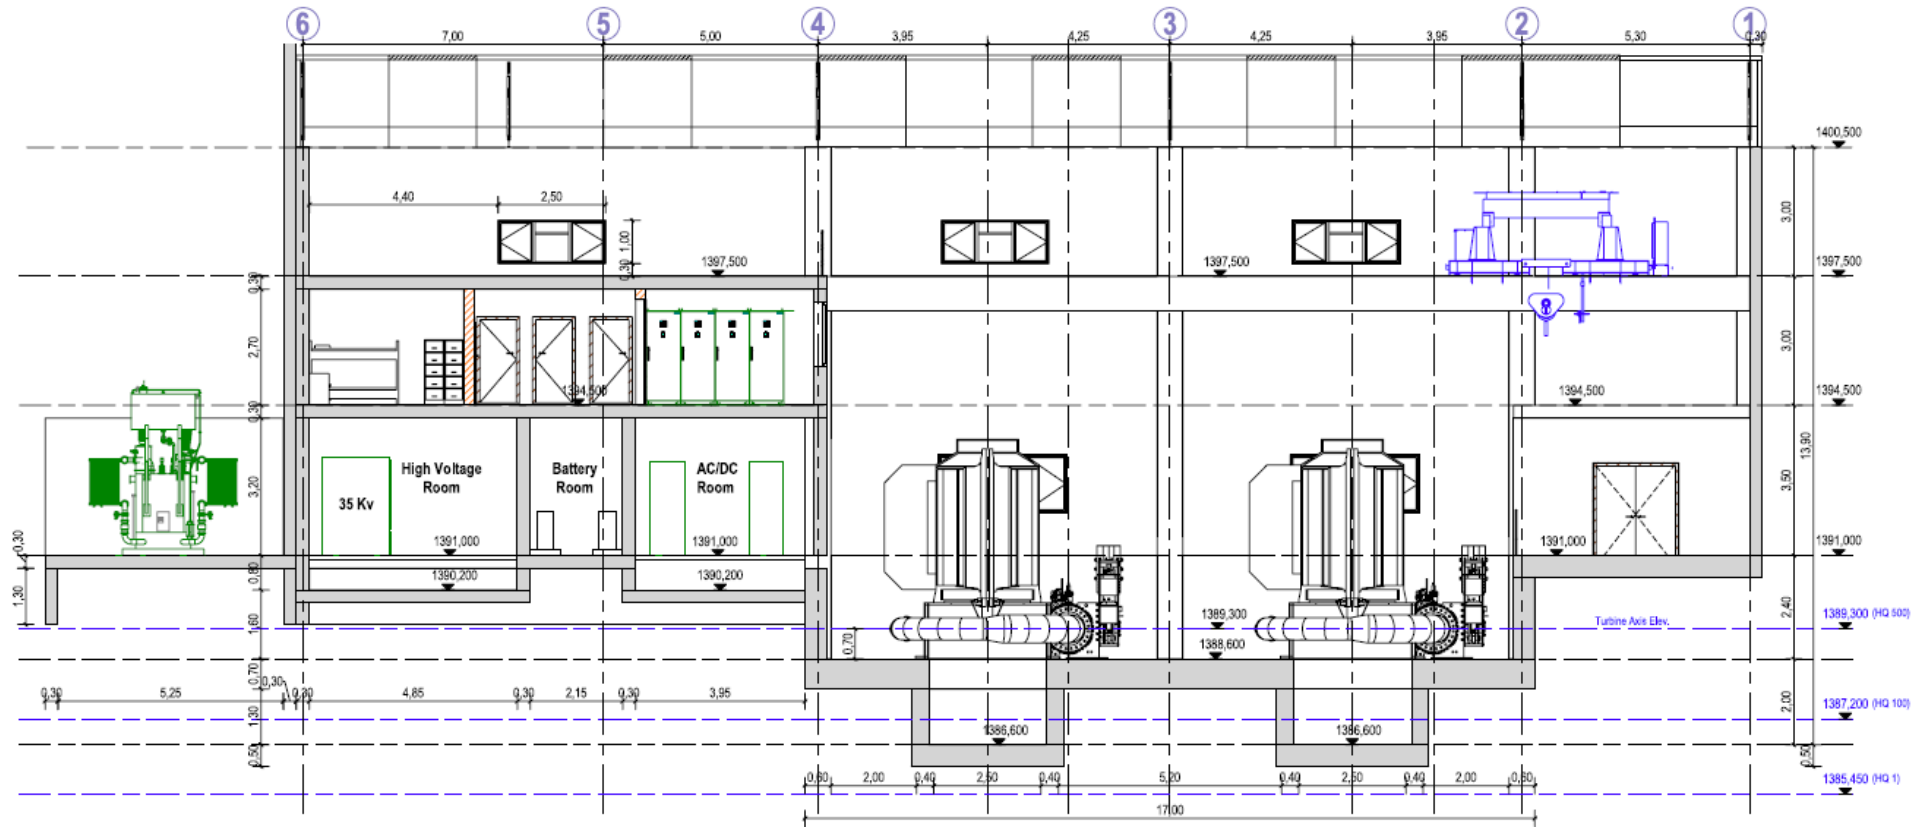 6 5 4 3 2 1
7,00 5,00 3,95 4,25 4,25 3,95 5,30 0,30
1400,500
4,40 2,50
1,00 3,00
0,30 1397,500 1397,500 1397,500
0,30
2,70 3,00
1394,500 1394,500 1394,500
0,30
13,90
High Voltage
Room
Battery
Room
AC/DC
Room
3,20 3,50
35 Kv
1391,000 1391,000 1391,000 1391,000
0,30
0,80 1390,200 1390,200
1,30
1,60 2,40
1389,300 Turbine Axis Elev. 1389,300 (HQ 500)
0,70 1388,600
0,70
0,30 5,25 0,30 0,30 4,85 0,30 2,15 0,30 3,95
2,00 1387,200 (HQ 100)
1,30
1386,600 1386,600
0,50 0,50
0,60 2,00 0,40 2,50 0,40 5,20 0,40 2,50 0,40 2,00 0,60
1385,450 (HQ 1)
17,00